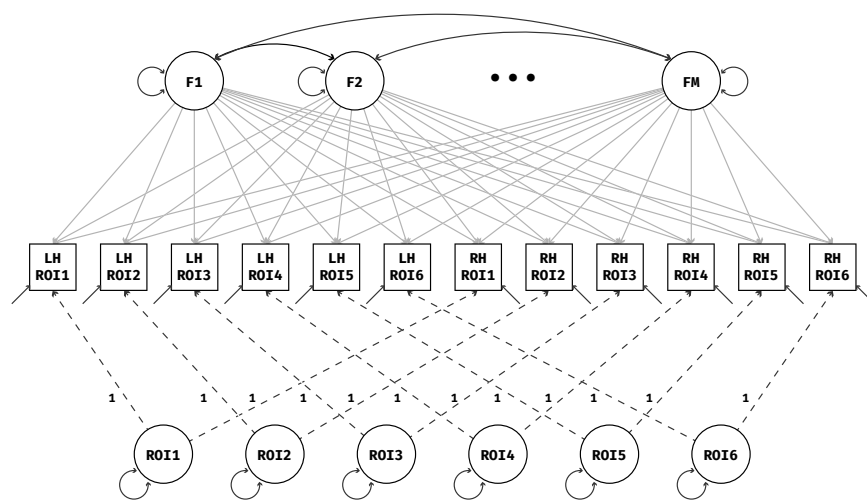 F1
F2
FM
LH ROI1
LH ROI2
LH ROI3
LH ROI4
LH ROI5
LH ROI6
RH ROI1
RH ROI2
RH ROI3
RH ROI4
RH ROI5
RH ROI6
1
1
1
1
1
1
1
1
1
1
1
1
ROI1
ROI2
ROI3
ROI4
ROI5
ROI6